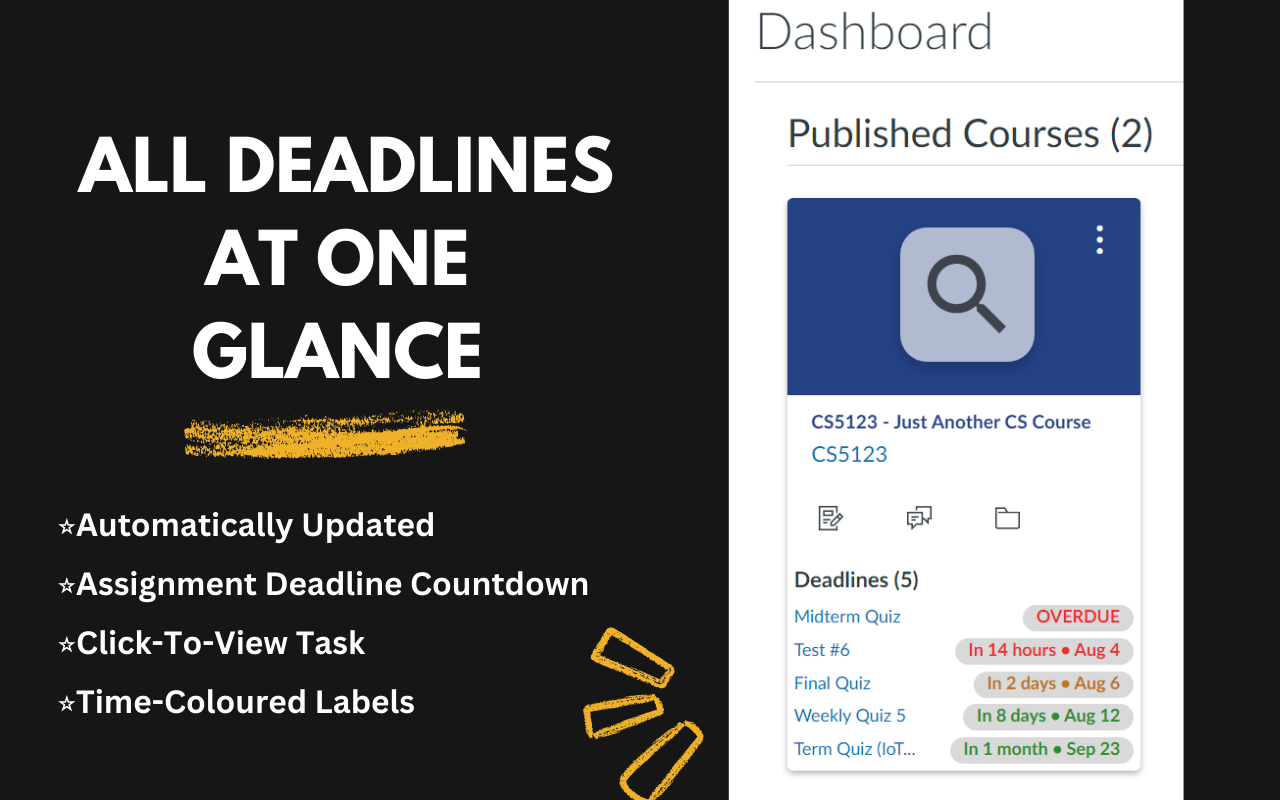 ALL DEADLINES
AT ONE
GLANCE
☆Automatically Updated
☆Assignment Deadline Countdown
☆Click-To-View Task
☆Time-Coloured Labels
Dashboard
Published Courses (2)
CS5123 - Just Another CS Course
CS5123
Deadlines (5)
Midterm Quiz OVERDUE
Test #6 In 14 hours • Aug 4
Final Quiz In 2 days • Aug 6
Weekly Quiz 5 In 8 days • Aug 12
Term Quiz (IoT... In 1 month • Sep 23